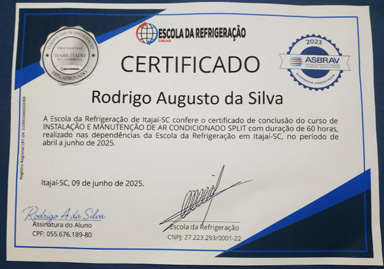 ESCOLA DA REFRIGERAÇÃO
PROFISSIONAL
HABILITADO
2023
ASBRAV
CERTIFICADO
Rodrigo Augusto da Silva
A Escola da Refrigeração de Itajaí-SC confere o certificado de conclusão do curso de
INSTALAÇÃO E MANUTENÇÃO DE AR CONDICIONADO SPLIT com duração de 60 horas,
realizado nas dependências da Escola da Refrigeração em Itajaí-SC, no período de
abril a junho de 2025.
Itajaí-SC, 09 de junho de 2025.
Rodrigo A da Silva
Assinatura do Aluno
CPF: 055.676.189-80
Escola da Refrigeração
CNPJ: 27.223.293/0001-22